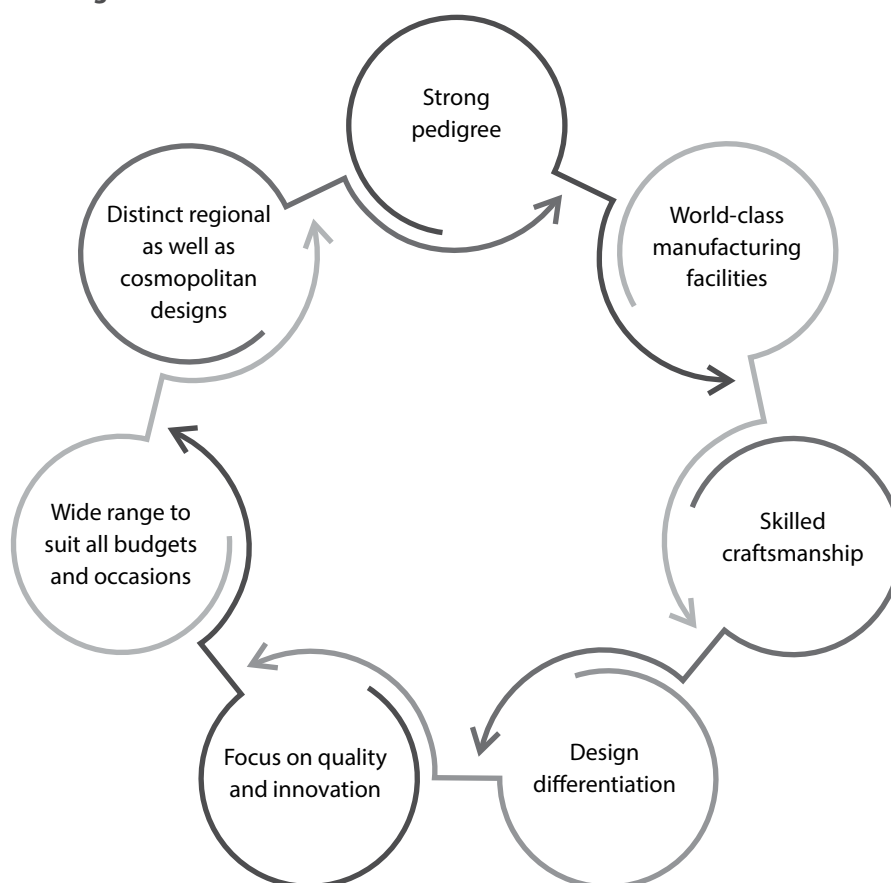 Strong
pedigree
World-class
manufacturing
facilities
Skilled
craftsmanship
Design
differentiation
Focus on quality
and innovation
Wide range to
suit all budgets
and occasions
Distinct regional
as well as
cosmopolitan
designs